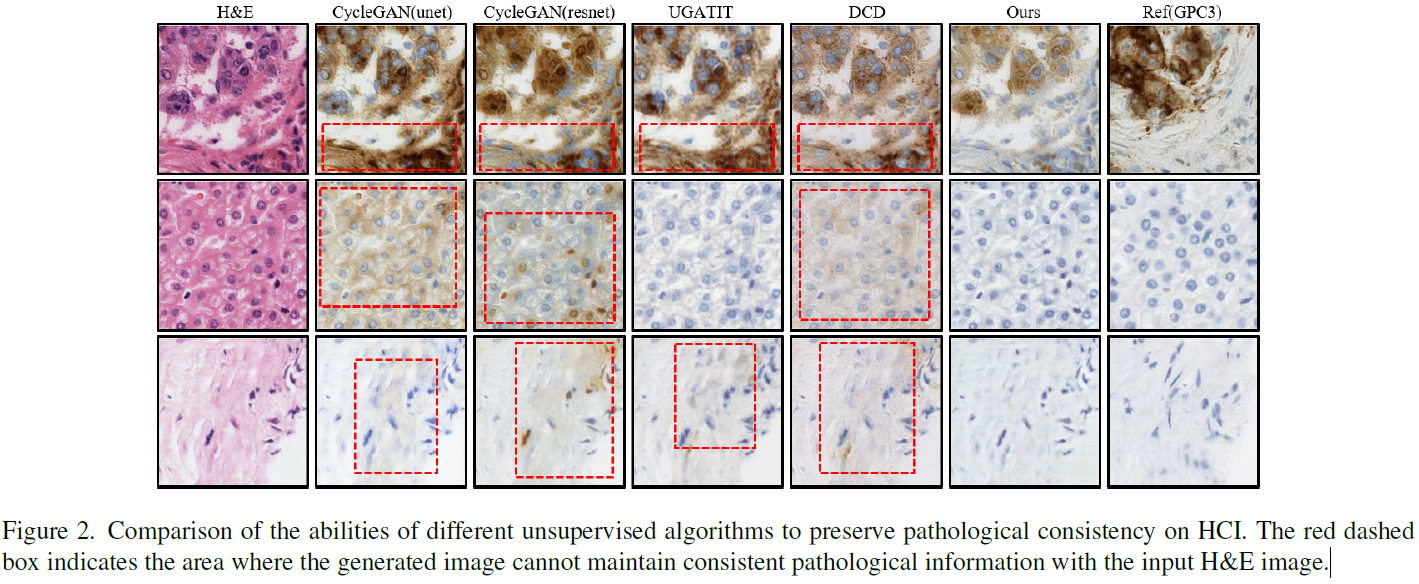 H&E CycleGAN(unet) CycleGAN(resnet) UGATIT DCD Ours Ref(GPC3)
Figure 2. Comparison of the abilities of different unsupervised algorithms to preserve pathological consistency on HCI. The red dashed
box indicates the area where the generated image cannot maintain consistent pathological information with the input H&E image.